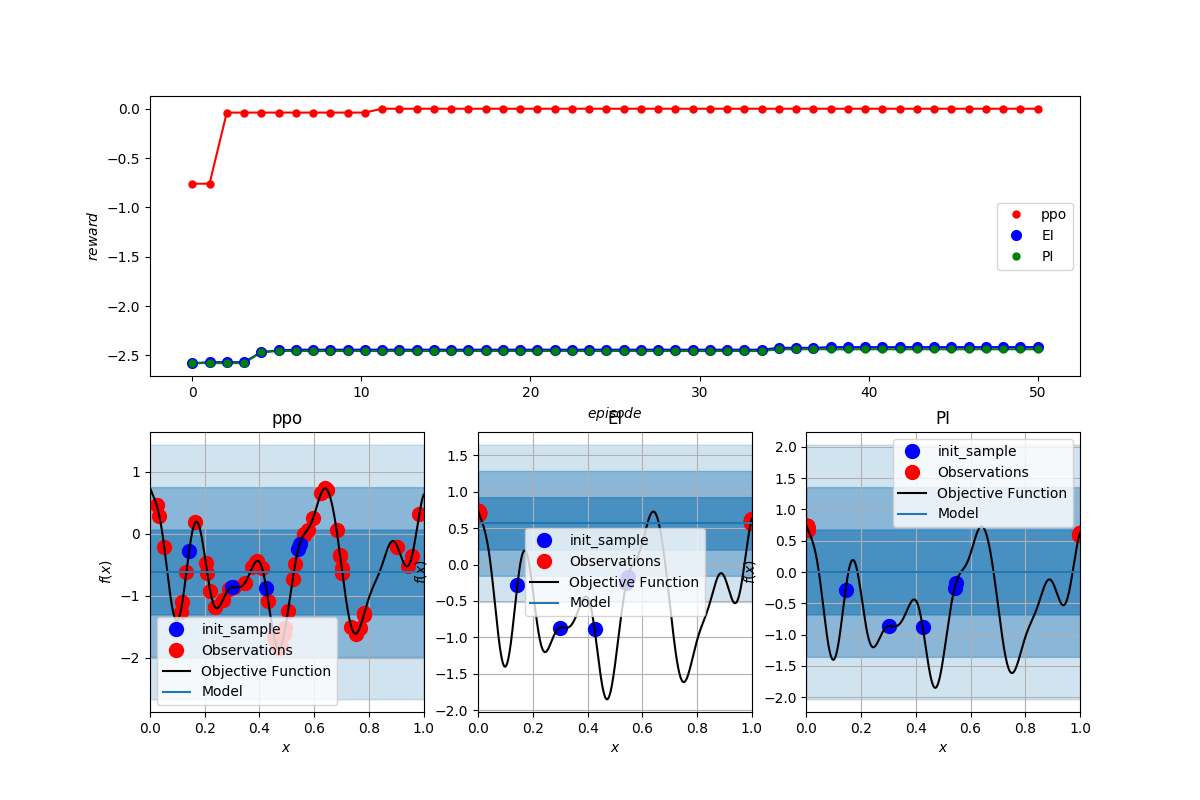 0.0
−0.5
−1.0
−1.5
−2.0
−2.5
reward
ppo
EI
PI
0 10 20 30 40 50
episode
ppo
EI
PI
1
0
−1
−2
f(x)
init_sample
Observations
Objective Function
Model
0.0 0.2 0.4 0.6 0.8 1.0
x
1.5
1.0
0.5
0.0
−0.5
−1.0
−1.5
−2.0
f(x)
init_sample
Observations
Objective Function
Model
0.0 0.2 0.4 0.6 0.8 1.0
x
2.0
1.5
1.0
0.5
0.0
−0.5
−1.0
−1.5
−2.0
f(x)
init_sample
Observations
Objective Function
Model
0.0 0.2 0.4 0.6 0.8 1.0
x